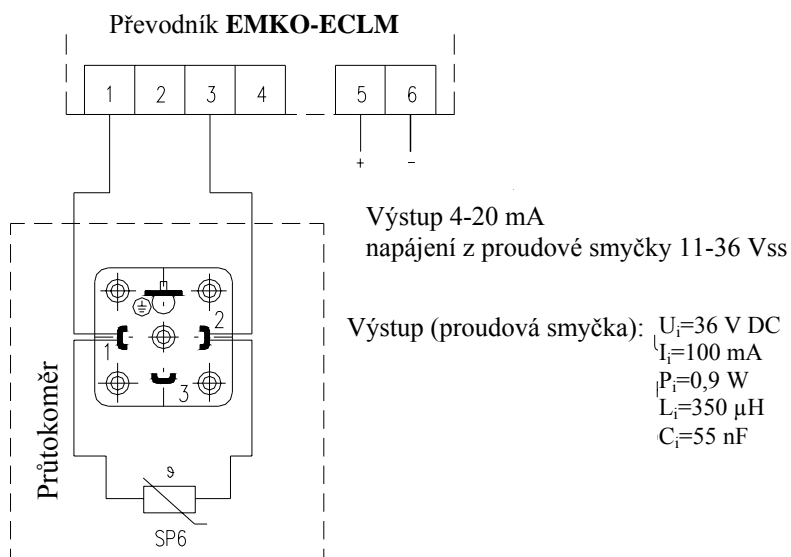 Převodník EMKO-ECLM
1 2 3 4 5 6
+ −
Výstup 4-20 mA
napájení z proudové smyčky 11-36 Vss
Výstup (proudová smyčka): Ui=36 V DC
Ii=100 mA
Pi=0,9 W
Li=350 µH
Ci=55 nF
2
1
3
Průtokoměr
ϑ
SP6